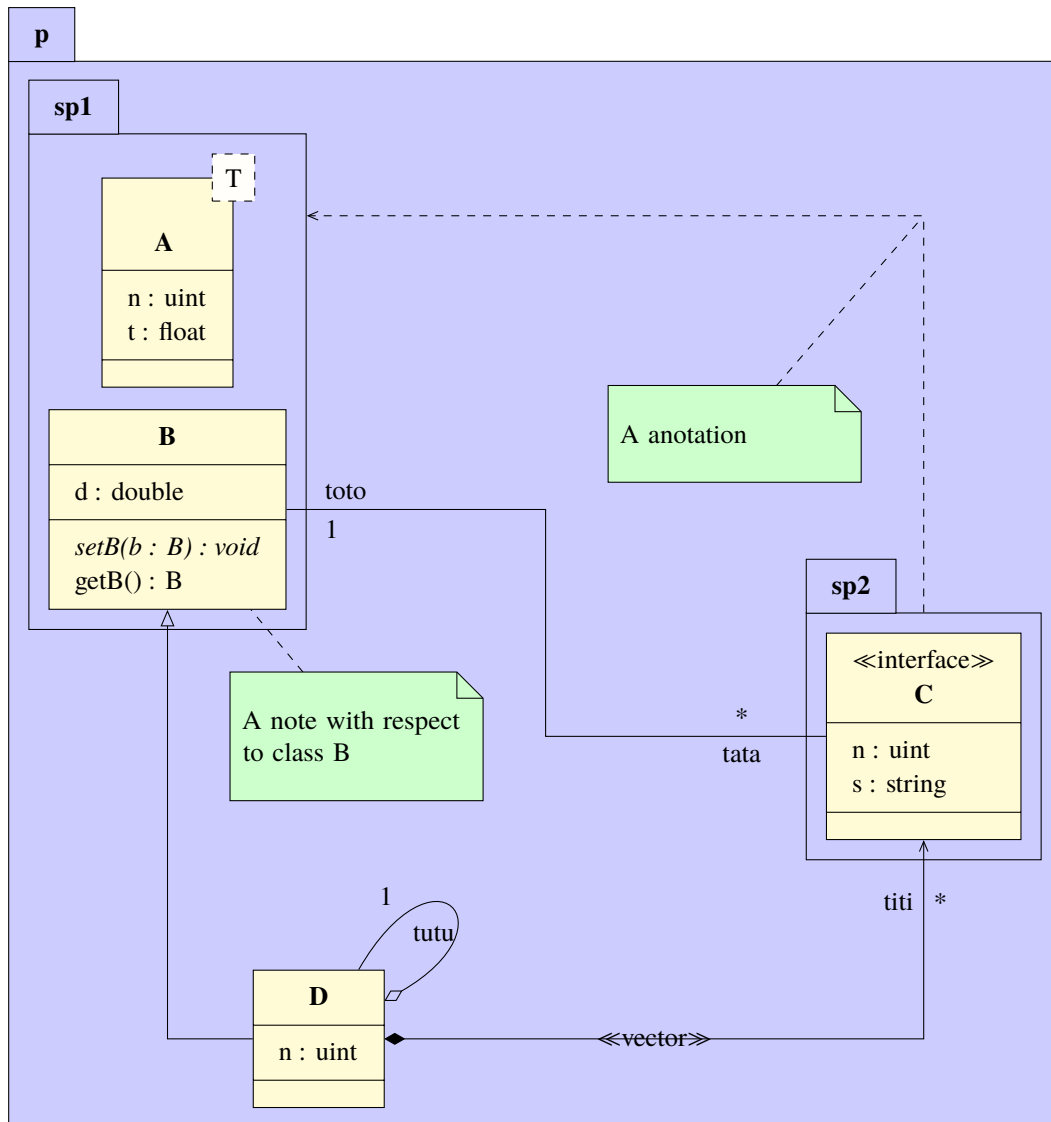 p
sp1
T
A
n : uint
t : float
B
d : double
setB(b : B) : void
getB() : B
toto
1
A anotation
sp2
≪interface≫
C
n : uint
s : string
*
tata
A note with respect
to class B
titi
*
1
tutu
D
n : uint
≪vector≫